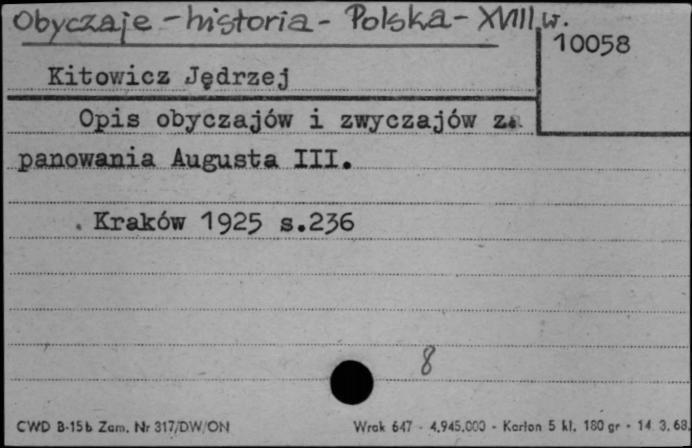 Obyczaje - historia - Polska - XVIII w.
10058
Kitowicz Jędrzej
Opis obyczajów i zwyczajów za
panowania Augusta III.
Kraków 1925 s.236
8
CWD B-15b Zam. Nr 317/DW/ON
Wrok 647 - 4.945.000 - Karton 5 kl. 180 gr - 14. 3. 68.